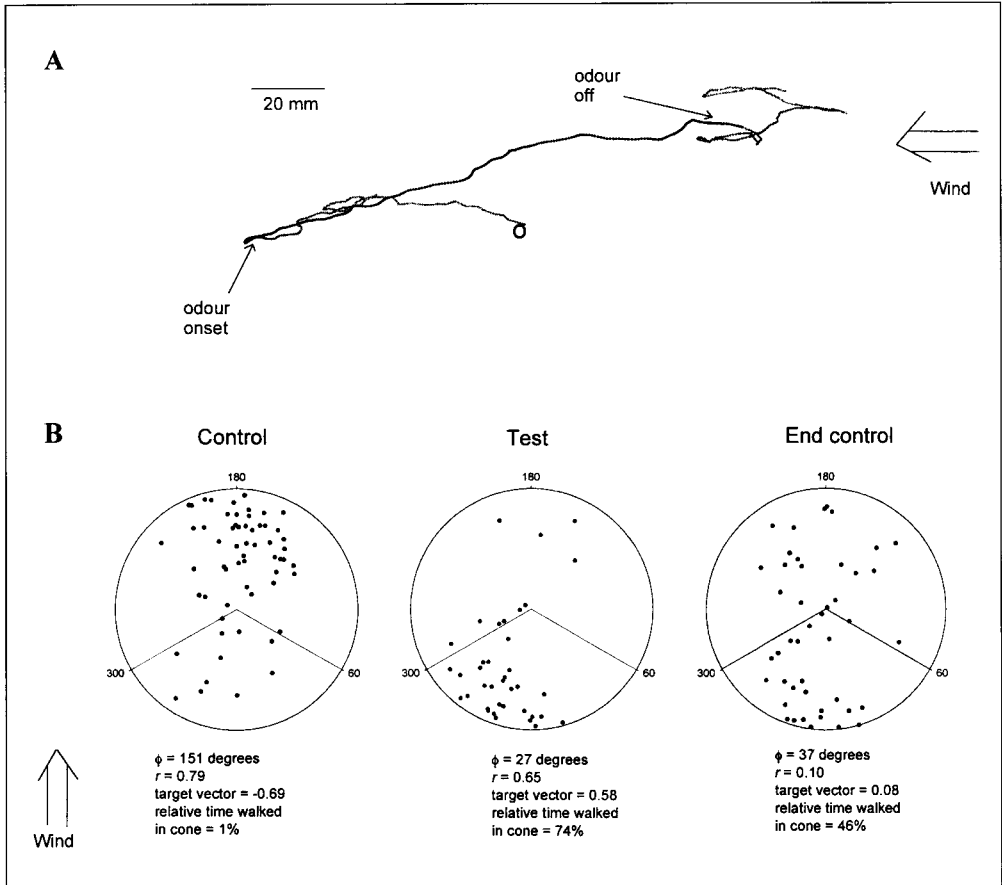 A
20 mm
odour
off
Wind
O
odour
onset
B
Control
Test
End control
180
180
180
300
60
300
60
300
60
ϕ = 151 degrees
r = 0.79
target vector = -0.69
relative time walked
in cone = 1%
ϕ = 27 degrees
r = 0.65
target vector = 0.58
relative time walked
in cone = 74%
ϕ = 37 degrees
r = 0.10
target vector = 0.08
relative time walked
in cone = 46%
Wind